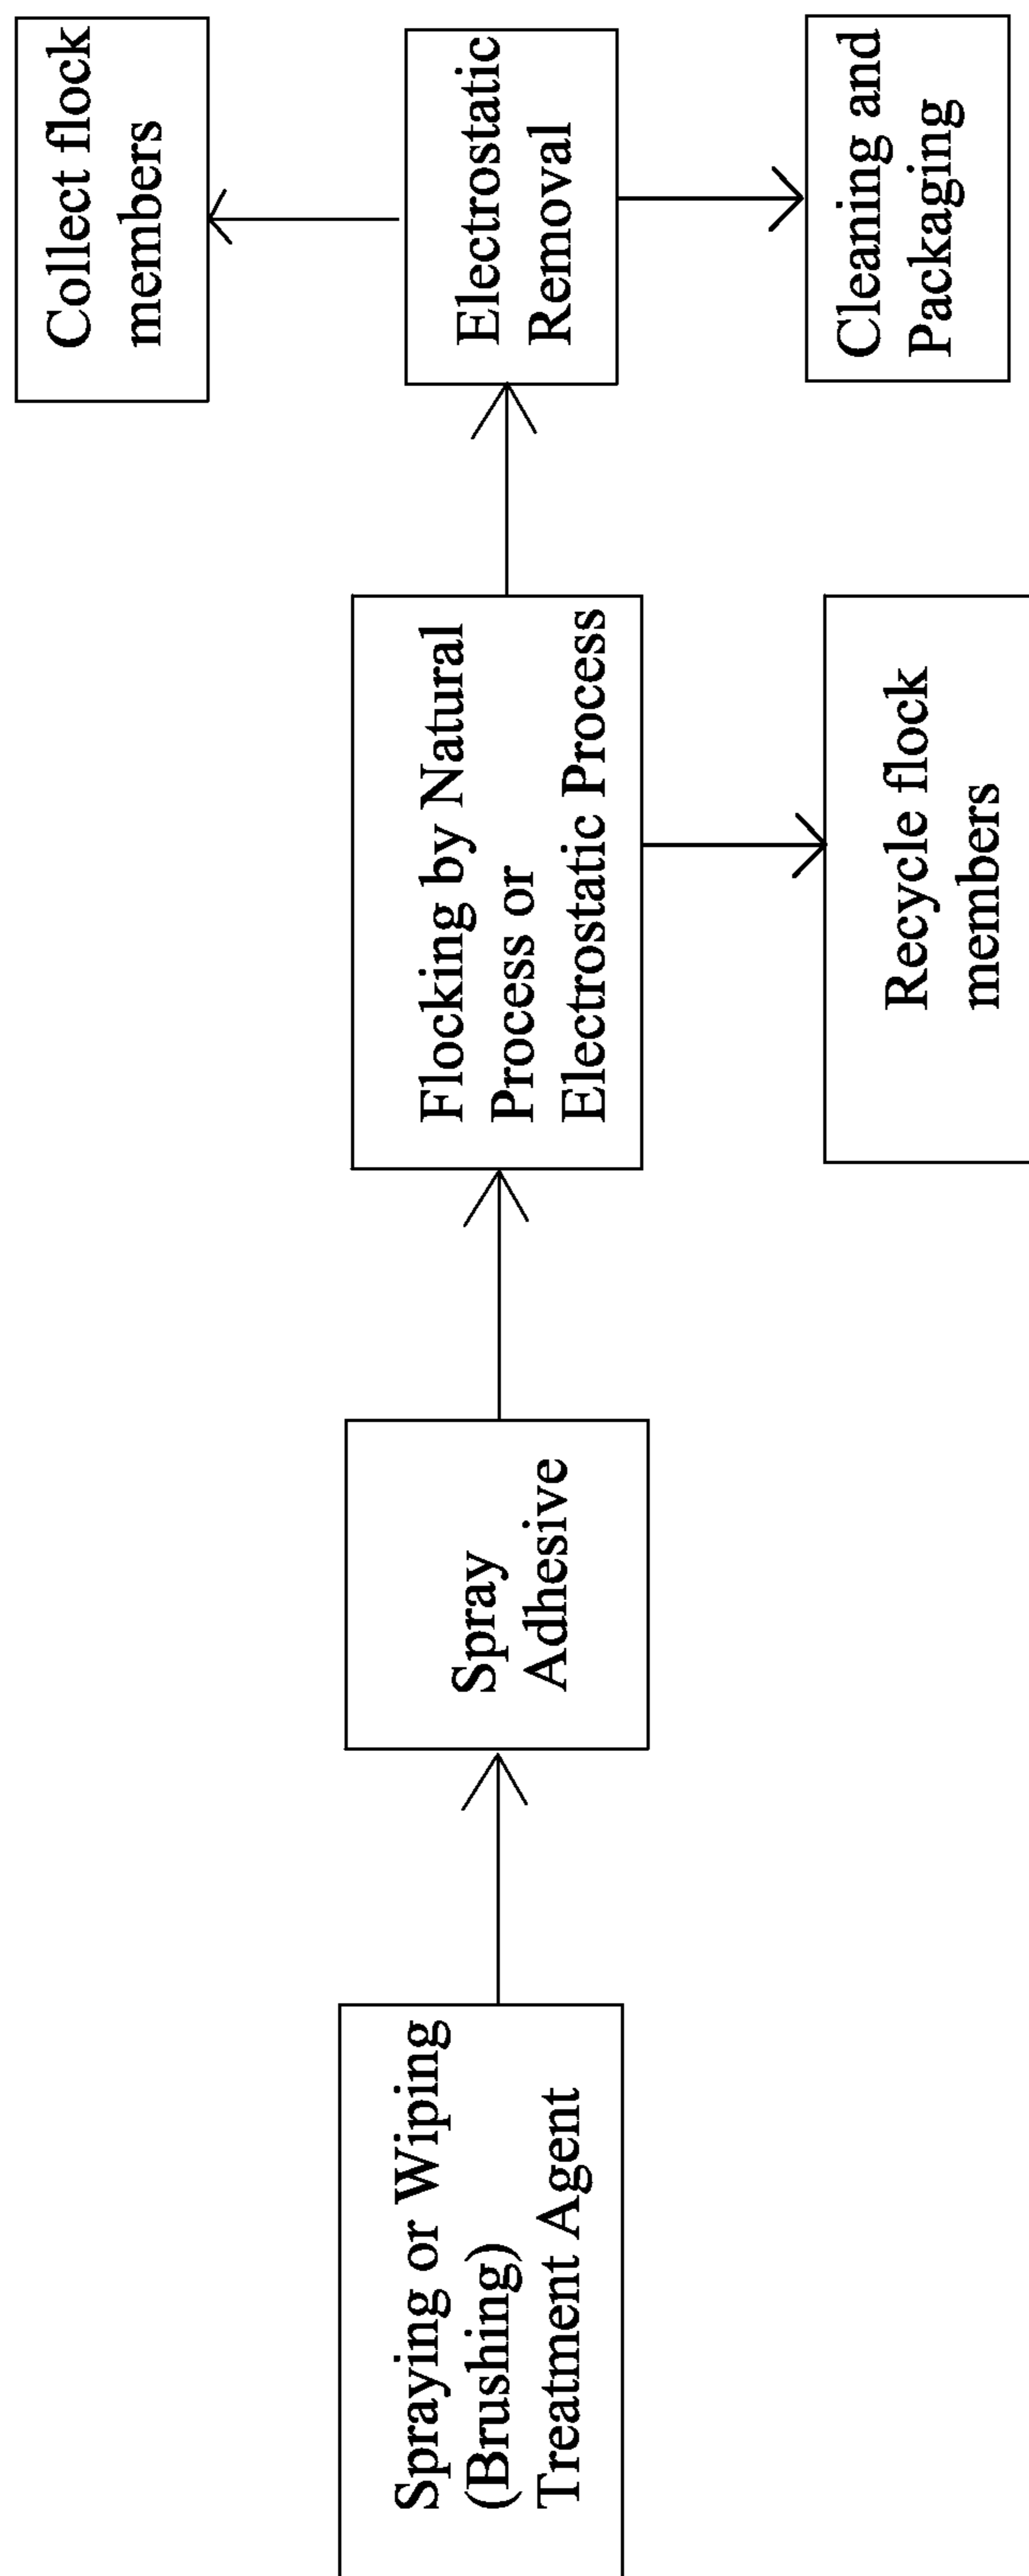 Spraying or Wiping
(Brushing)
Treatment Agent
Spray
Adhesive
Flocking by Natural
Process or
Electrostatic Process
Recycle flock
members
Electrostatic
Removal
Collect flock
members
Cleaning and
Packaging